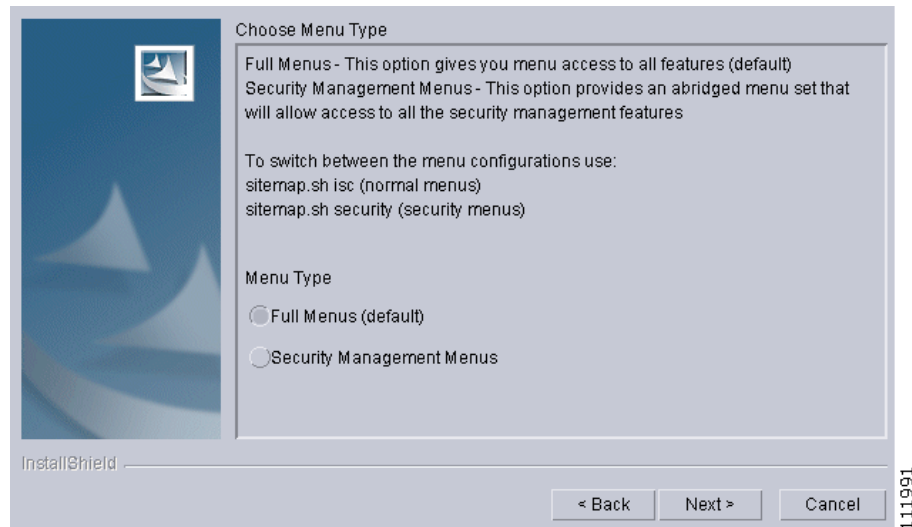 Choose Menu Type
Full Menus - This option gives you menu access to all features (default)
Security Management Menus - This option provides an abridged menu set that
will allow access to all the security management features
To switch between the menu configurations use:
sitemap.sh isc (normal menus)
sitemap.sh security (security menus)
Menu Type
Full Menus (default)
Security Management Menus
InstallShield
< Back
Next >
Cancel
111991